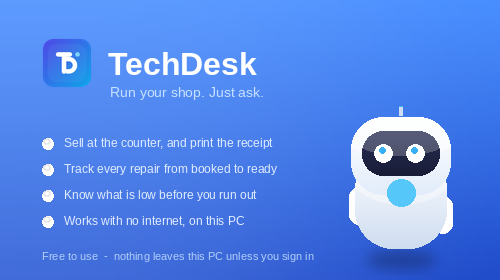 TechDesk
Run your shop. Just ask.
Sell at the counter, and print the receipt
Track every repair from booked to ready
Know what is low before you run out
Works with no internet, on this PC
Free to use - nothing leaves this PC unless you sign in